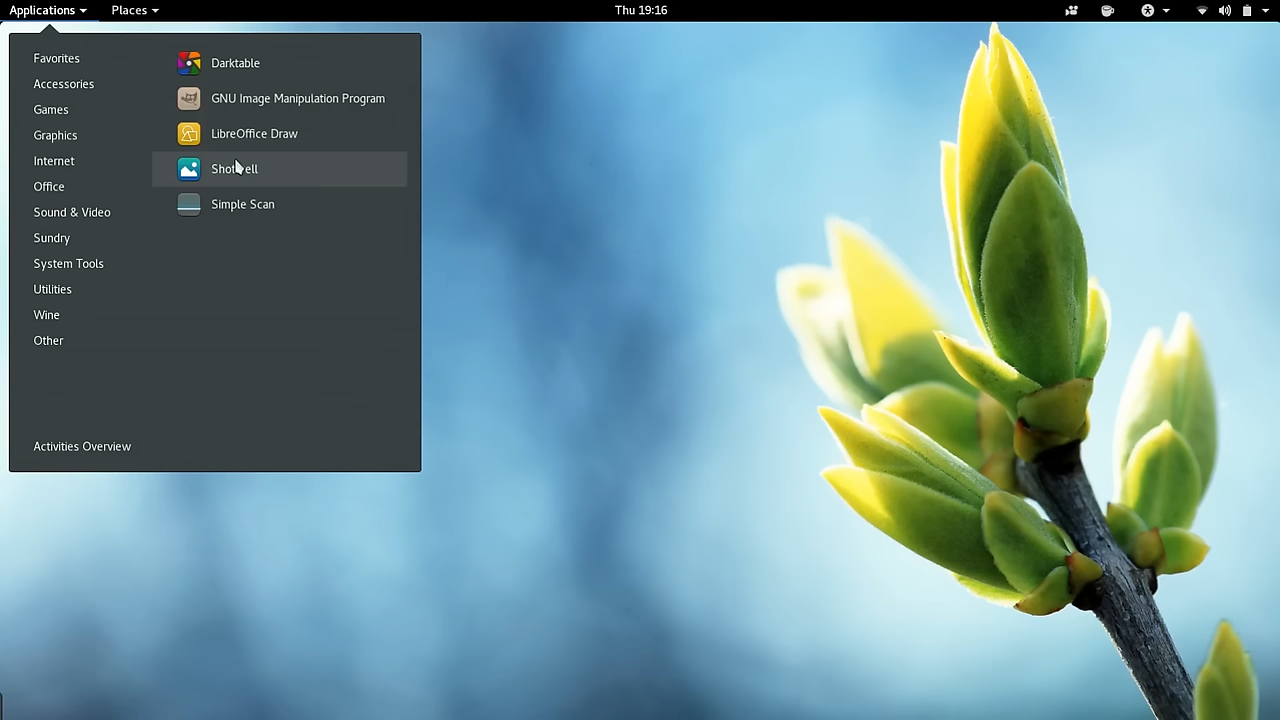 Applications Places Thu 19:16
Favorites
Accessories
Games
Graphics
Internet
Office
Sound & Video
Sundry
System Tools
Utilities
Wine
Other
Activities Overview
Darktable
GNU Image Manipulation Program
LibreOffice Draw
Shotwell
Simple Scan